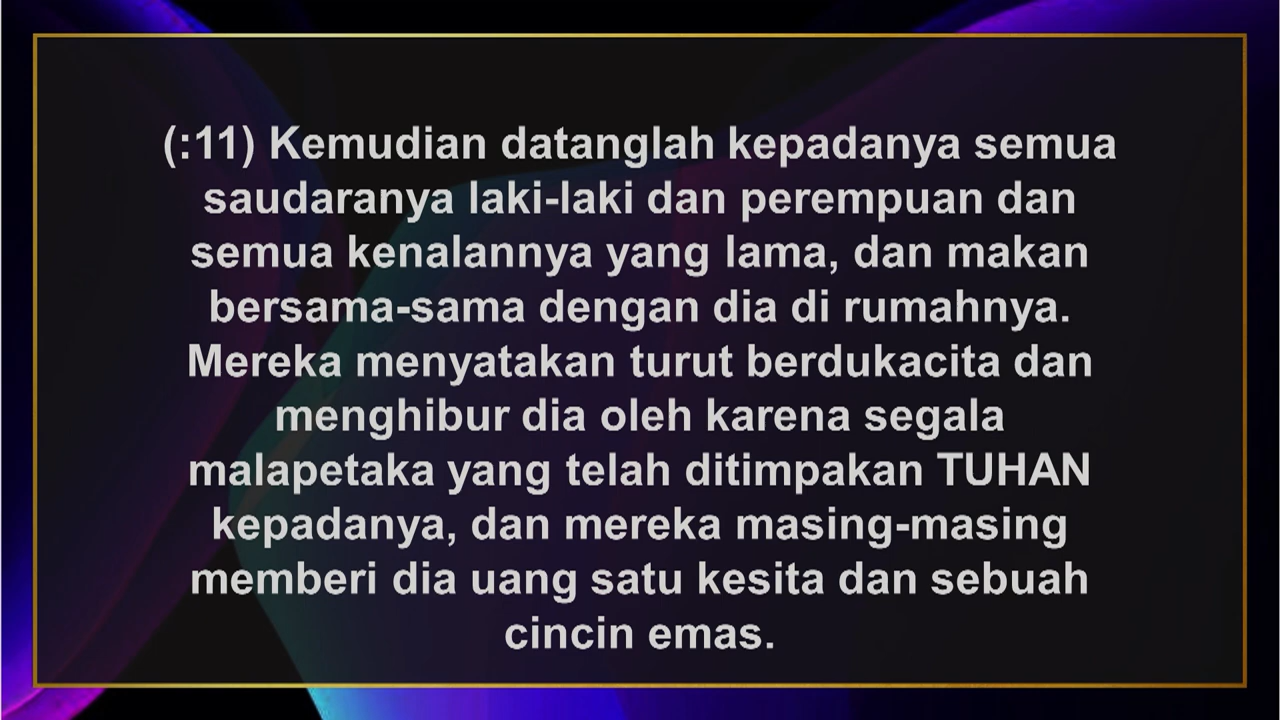 (:11) Kemudian datanglah kepadanya semua
saudaranya laki-laki dan perempuan dan
semua kenalannya yang lama, dan makan
bersama-sama dengan dia di rumahnya.
Mereka menyatakan turut berdukacita dan
menghibur dia oleh karena segala
malapetaka yang telah ditimpakan TUHAN
kepadanya, dan mereka masing-masing
memberi dia uang satu kesita dan sebuah
cincin emas.